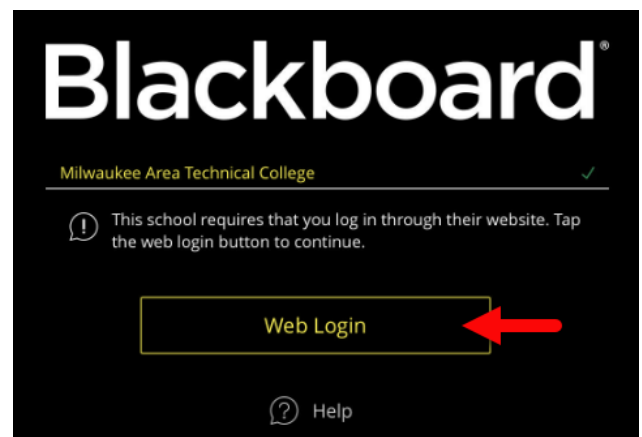 Blackboard®
Milwaukee Area Technical College
This school requires that you log in through their website. Tap
the web login button to continue.
Web Login
Help